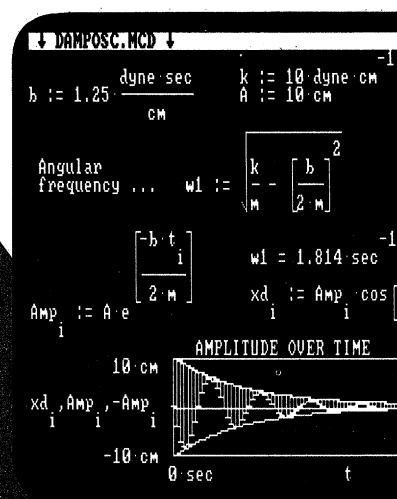 ↓ DAMPOSC.MCD ↓
b := 1.25 · dyne·sec / cm
k := 10·dyne·cm⁻¹
A := 10·cm
Angular
frequency ... w1 := √(k/m - [b/(2·m)]²)
w1 = 1.814·sec⁻¹
Amp_i := A·e^[-b·t_i/(2·m)]
xd_i := Amp_i·cos[
AMPLITUDE OVER TIME
10·cm
xd_i,Amp_i,-Amp_i
-10·cm
0·sec t